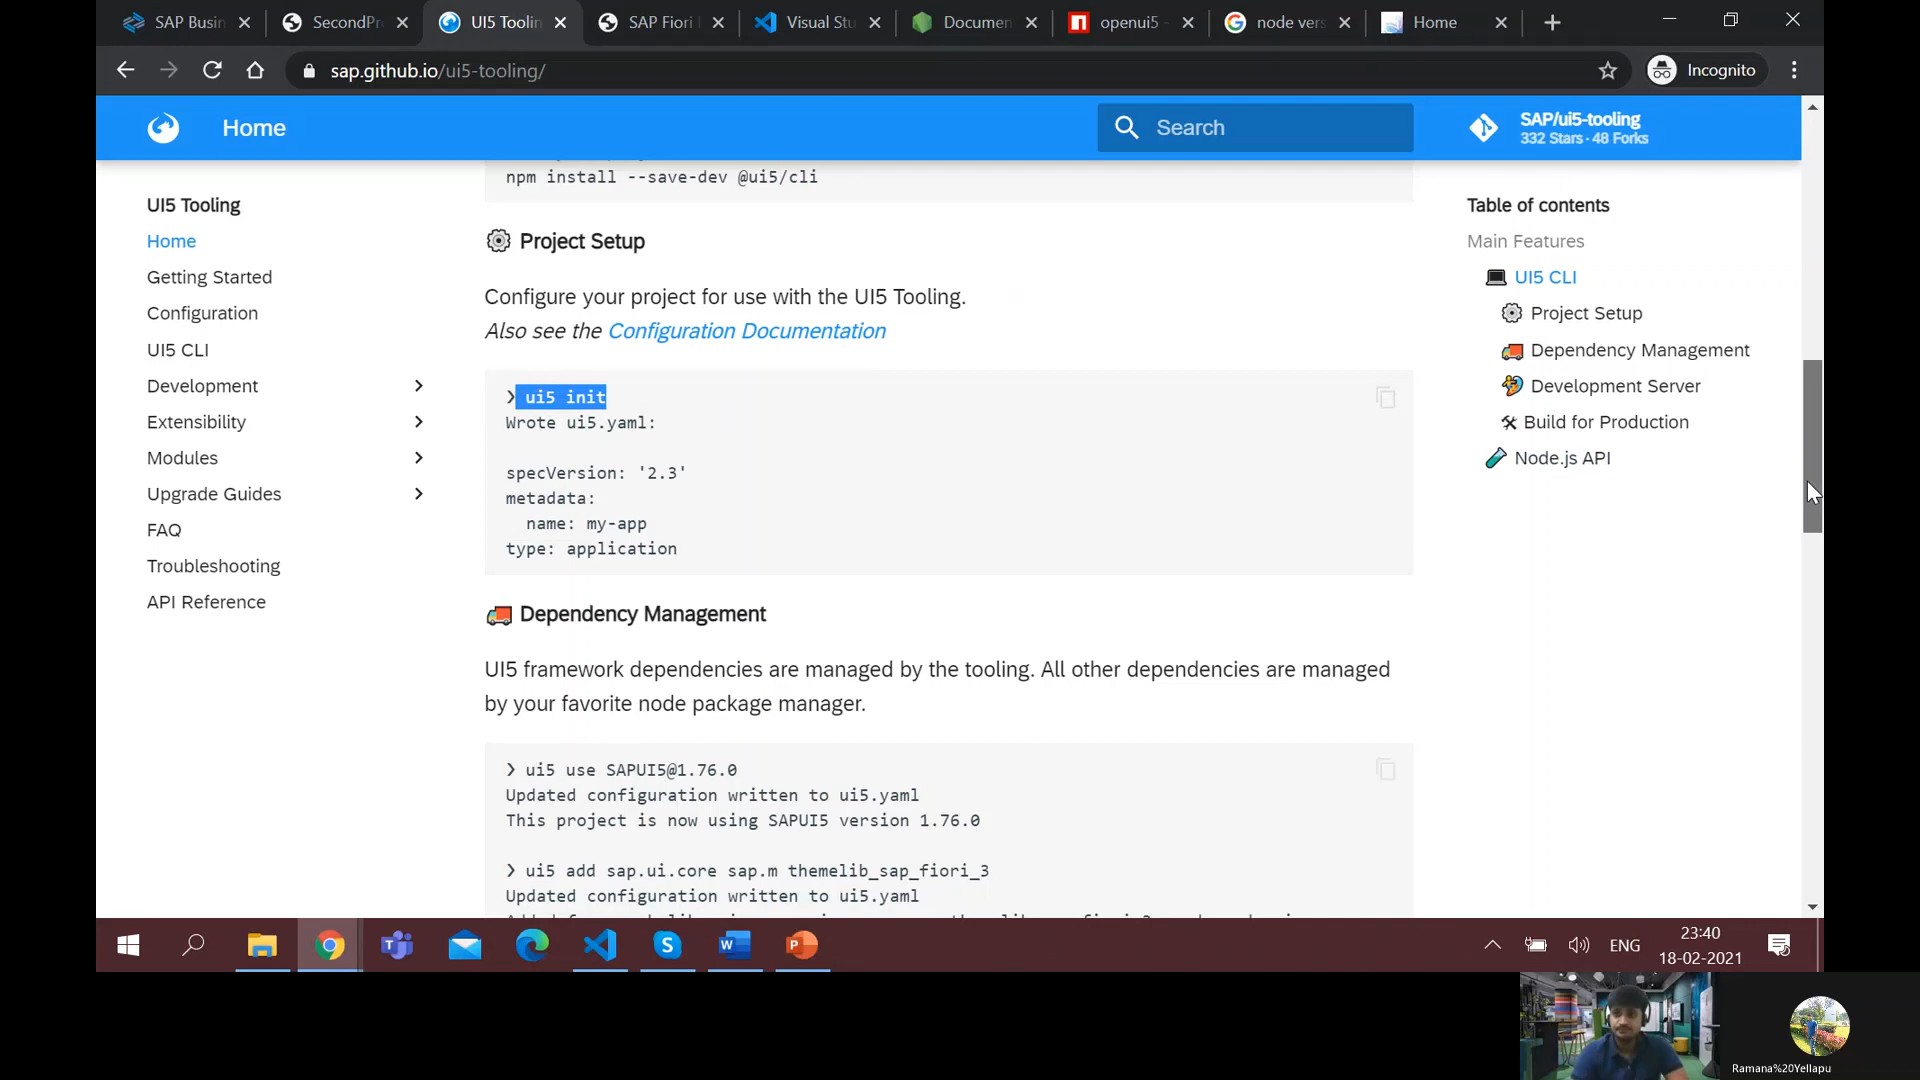 SAP Busin
SecondPr
UI5 Toolin
SAP Fiori
Visual Stu
Documen
openui5 -
node vers
Home
sap.github.io/ui5-tooling/
Incognito
Home
Search
SAP/ui5-tooling
332 Stars · 48 Forks
npm install --save-dev @ui5/cli
UI5 Tooling
Home
Getting Started
Configuration
UI5 CLI
Development
Extensibility
Modules
Upgrade Guides
FAQ
Troubleshooting
API Reference
Project Setup
Configure your project for use with the UI5 Tooling.
Also see the Configuration Documentation
❯ ui5 init
Wrote ui5.yaml:
specVersion: '2.3'
metadata:
name: my-app
type: application
Dependency Management
UI5 framework dependencies are managed by the tooling. All other dependencies are managed
by your favorite node package manager.
❯ ui5 use SAPUI5@1.76.0
Updated configuration written to ui5.yaml
This project is now using SAPUI5 version 1.76.0
❯ ui5 add sap.ui.core sap.m themelib_sap_fiori_3
Updated configuration written to ui5.yaml
Table of contents
Main Features
UI5 CLI
Project Setup
Dependency Management
Development Server
Build for Production
Node.js API
ENG
23:40
18-02-2021
Ramana%20Yellapu